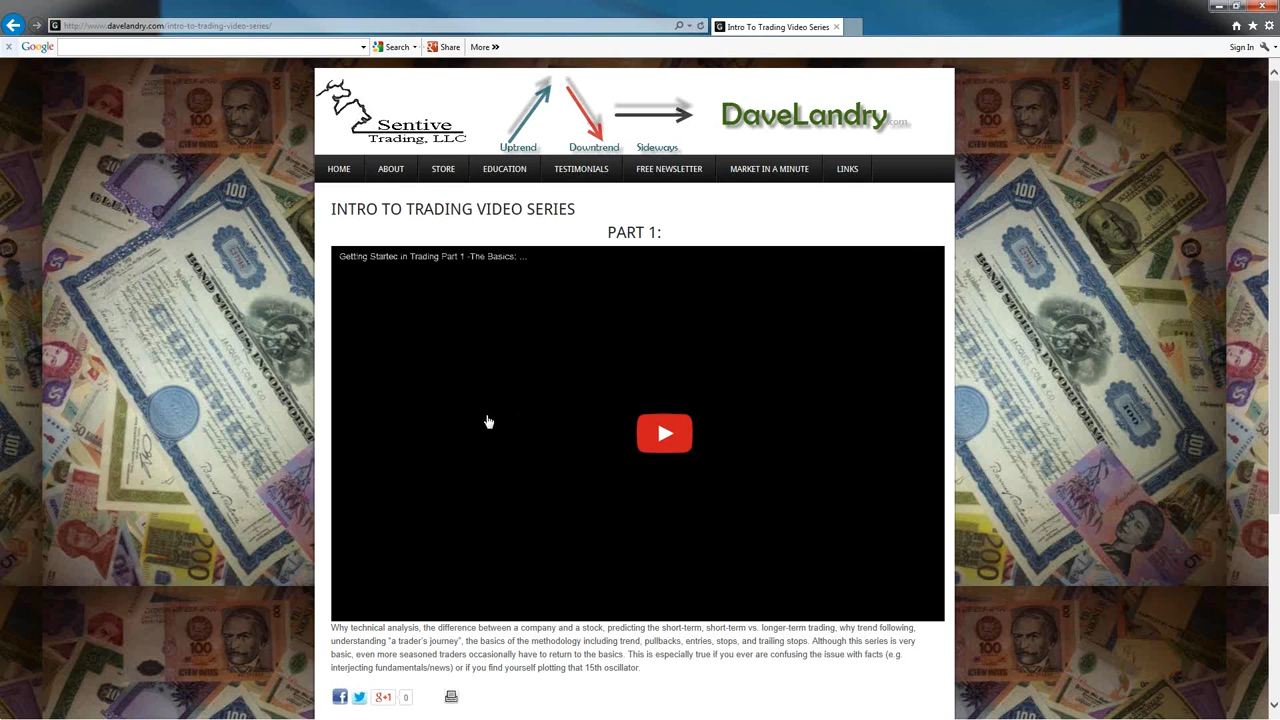 http://www.davelandry.com/intro-to-trading-video-series/
Intro To Trading Video Series
Google
Search
Share
More
Sign In
Sentive
Trading, LLC
Uptrend
Downtrend
Sideways
DaveLandry.com
HOME
ABOUT
STORE
EDUCATION
TESTIMONIALS
FREE NEWSLETTER
MARKET IN A MINUTE
LINKS
INTRO TO TRADING VIDEO SERIES
PART 1:
Getting Started in Trading Part 1 -The Basics: ...
Why technical analysis, the difference between a company and a stock, predicting the short-term, short-term vs. longer-term trading, why trend following,
understanding “a trader's journey”, the basics of the methodology including trend, pullbacks, entries, stops, and trailing stops. Although this series is very
basic, even more seasoned traders occasionally have to return to the basics. This is especially true if you ever are confusing the issue with facts (e.g.
interjecting fundamentals/news) or if you find yourself plotting that 15th oscillator.
+1
0
100
100
100
100
200